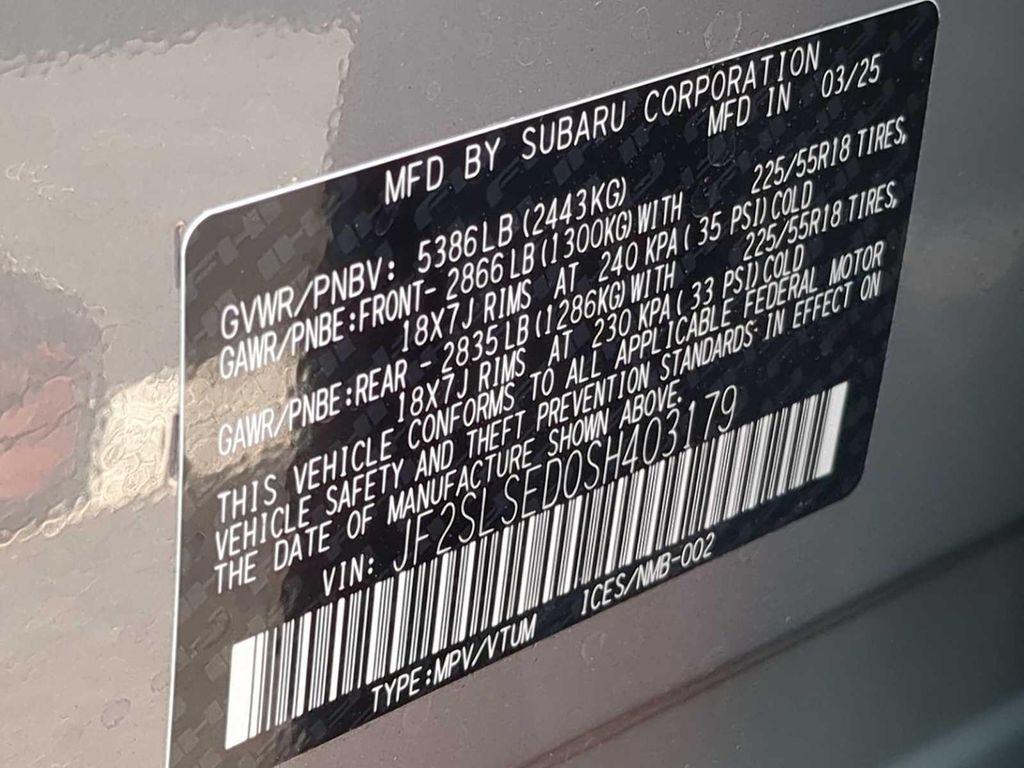 MFD BY SUBARU CORPORATION
MFD IN 03/25
GVWR/PNBV: 5386LB (2443KG)
GAWR/PNBE:FRONT- 2866LB (1300KG)WITH 225/55R18 TIRES,
18X7J RIMS AT 240 KPA( 35 PSI)COLD
GAWR/PNBE:REAR - 2835LB (1286KG)WITH 225/55R18 TIRES,
18X7J RIMS AT 230 KPA( 33 PSI)COLD
THIS VEHICLE CONFORMS TO ALL APPLICABLE FEDERAL MOTOR
VEHICLE SAFETY AND THEFT PREVENTION STANDARDS IN EFFECT ON
THE DATE OF MANUFACTURE SHOWN ABOVE.
VIN: JF2SLSED0SH403179
TYPE:MPV/VTUM ICES/NMB-002